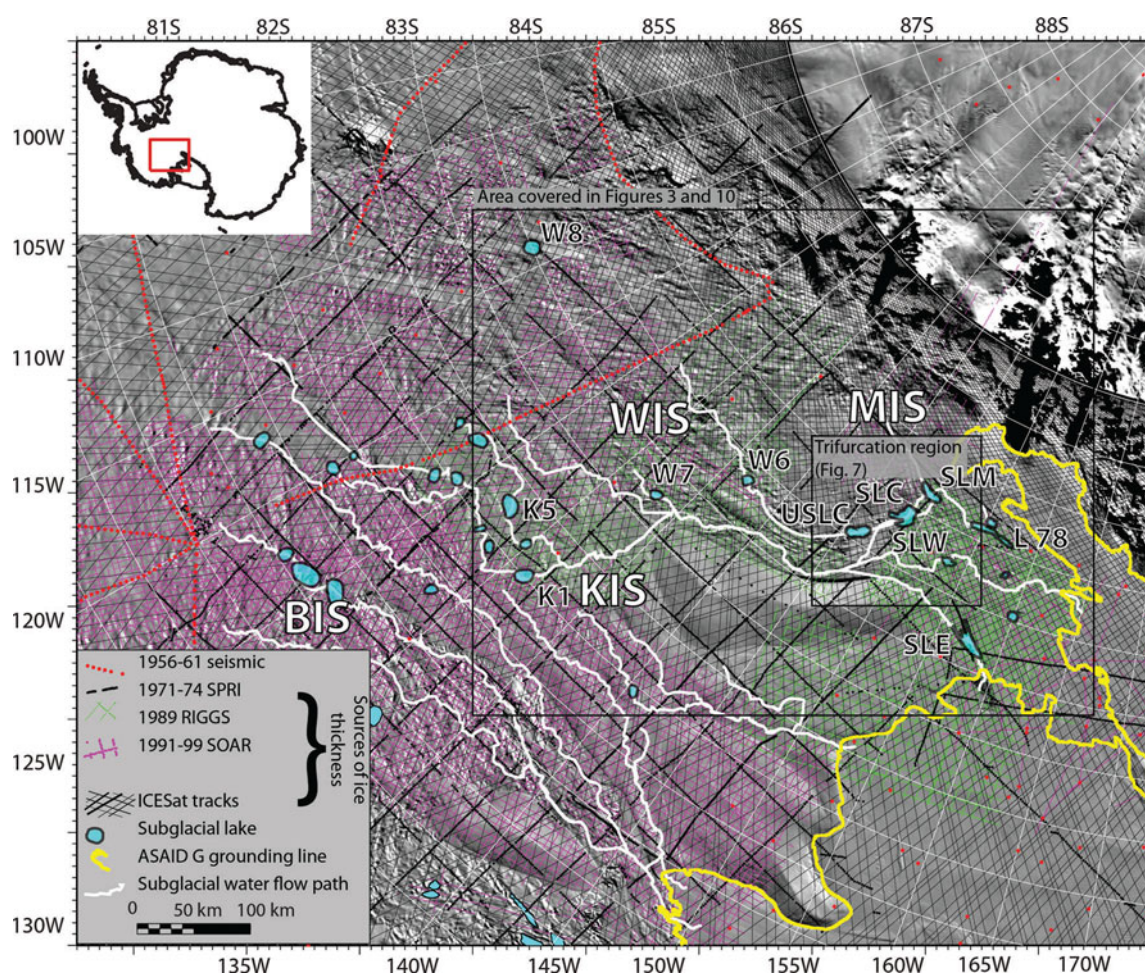 81S 82S 83S 84S 85S 86S 87S 88S
100W
105W
110W
115W
120W
125W
130W
Area covered in Figures 3 and 10
W8
WIS
MIS
Trifurcation region
(Fig. 7)
W6
W7
SLM
SLC
USLC
K5
L 78
SLW
K1
KIS
BIS
SLE
1956-61 seismic
1971-74 SPRI
1989 RIGGS
1991-99 SOAR
Sources of ice
thickness
ICESat tracks
Subglacial lake
ASAID G grounding line
Subglacial water flow path
0 50 km 100 km
135W 140W 145W 150W 155W 160W 165W 170W